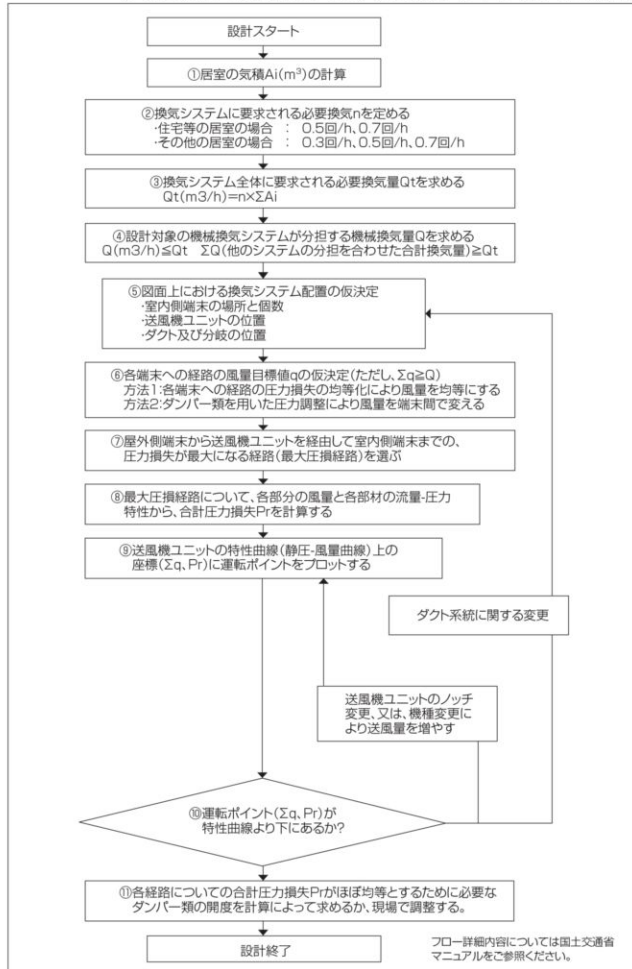 設計スタート
①居室の気積Ai(m³)の計算
②換気システムに要求される必要換気nを定める
・住宅等の居室の場合 : 0.5回/h、0.7回/h
・その他の居室の場合 : 0.3回/h、0.5回/h、0.7回/h
③換気システム全体に要求される必要換気量Qtを求める
Qt(m3/h)=n×ΣAi
④設計対象の機械換気システムが分担する機械換気量Qを求める
Q(m3/h)≦Qt ΣQ(他のシステムの分担を合わせた合計換気量)≧Qt
⑤図面上における換気システム配置の仮決定
・室内側端末の場所と個数
・送風機ユニットの位置
・ダクト及び分岐の位置
⑥各端末への経路の風量目標値qの仮決定(ただし、Σq≧Q)
方法1:各端末への経路の圧力損失の均等化により風量を均等にする
方法2:ダンパー類を用いた圧力調整により風量を端末間で変える
⑦屋外側端末から送風機ユニットを経由して室内側端末までの、
圧力損失が最大になる経路(最大圧損経路)を選ぶ
⑧最大圧損経路について、各部分の風量と各部材の流量-圧力
特性から、合計圧力損失Prを計算する
⑨送風機ユニットの特性曲線(静圧-風量曲線)上の
座標(Σq、Pr)に運転ポイントをプロットする
ダクト系統に関する変更
送風機ユニットのノッチ
変更、又は、機種変更に
より送風量を増やす
⑩運転ポイント(Σq、Pr)が
特性曲線より下にあるか?
⑪各経路についての合計圧力損失Prがほぼ均等とするために必要な
ダンパー類の開度を計算によって求めるか、現場で調整する。
設計終了
フロー詳細内容については国土交通省
マニュアルをご参照ください。